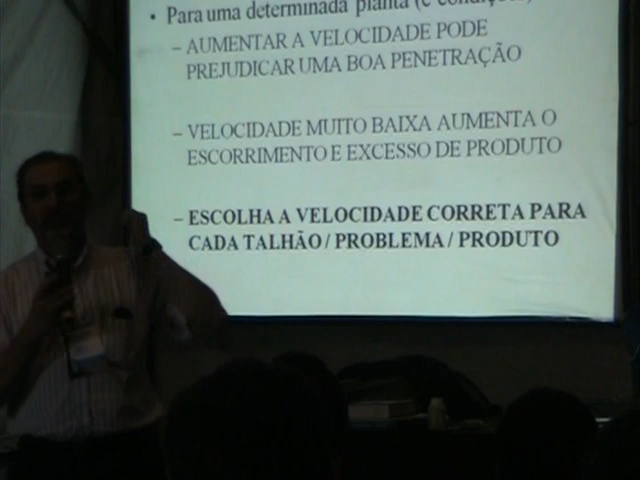 • Para uma determinada planta (e condições)
– AUMENTAR A VELOCIDADE PODE
PREJUDICAR UMA BOA PENETRAÇÃO
– VELOCIDADE MUITO BAIXA AUMENTA O
ESCORRIMENTO E EXCESSO DE PRODUTO
– ESCOLHA A VELOCIDADE CORRETA PARA
CADA TALHÃO / PROBLEMA / PRODUTO